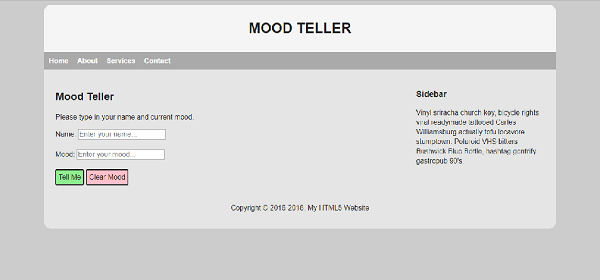 MOOD TELLER
Home About Services Contact
Mood Teller
Please type in your name and current mood.
Name: Enter your name...
Mood: Enter your mood...
Tell Me Clear Mood
Sidebar
Vinyl sriracha church key, bicycle rights
viral readymade tattooed Carles
Williamsburg actually tofu locavore
stumptown. Polaroid VHS bitters
Bushwick Blue Bottle, hashtag gentrify
gastropub 90's.
Copyright © 2016-2016. My HTML5 Website